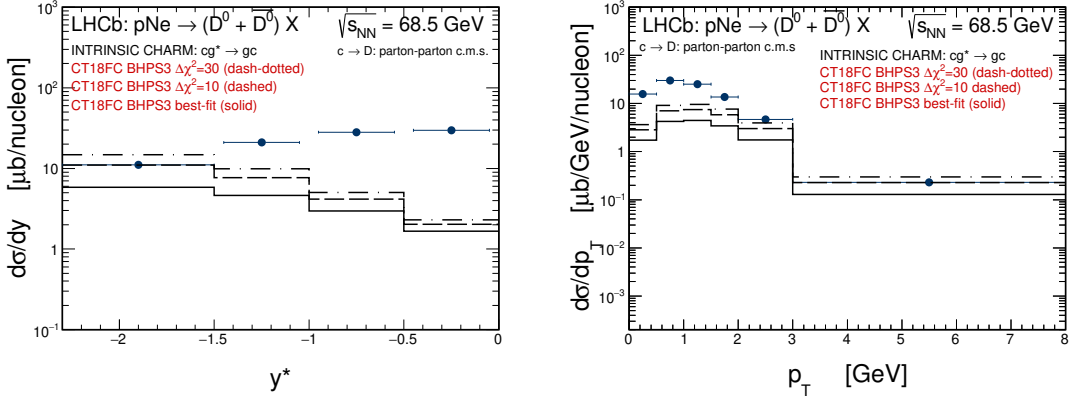 LHCb: pNe → (D⁰ + D̅⁰) X √s_NN = 68.5 GeV
c → D: parton-parton c.m.s.
INTRINSIC CHARM: cg* → gc
CT18FC BHPS3 Δχ²=30 (dash-dotted)
CT18FC BHPS3 Δχ²=10 (dashed)
CT18FC BHPS3 best-fit (solid)
10³
10²
10
1
10⁻¹
dσ/dy [μb/nucleon]
−2 −1.5 −1 −0.5 0
y*
LHCb: pNe → (D⁰ + D̅⁰) X √s_NN = 68.5 GeV
c → D: parton-parton c.m.s
INTRINSIC CHARM: cg* → gc
CT18FC BHPS3 Δχ²=30 (dash-dotted)
CT18FC BHPS3 Δχ²=10 (dashed)
CT18FC BHPS3 best-fit (solid)
10³
10²
10
1
10⁻¹
10⁻²
10⁻³
dσ/dp_T [μb/GeV/nucleon]
0 1 2 3 4 5 6 7 8
p_T [GeV]